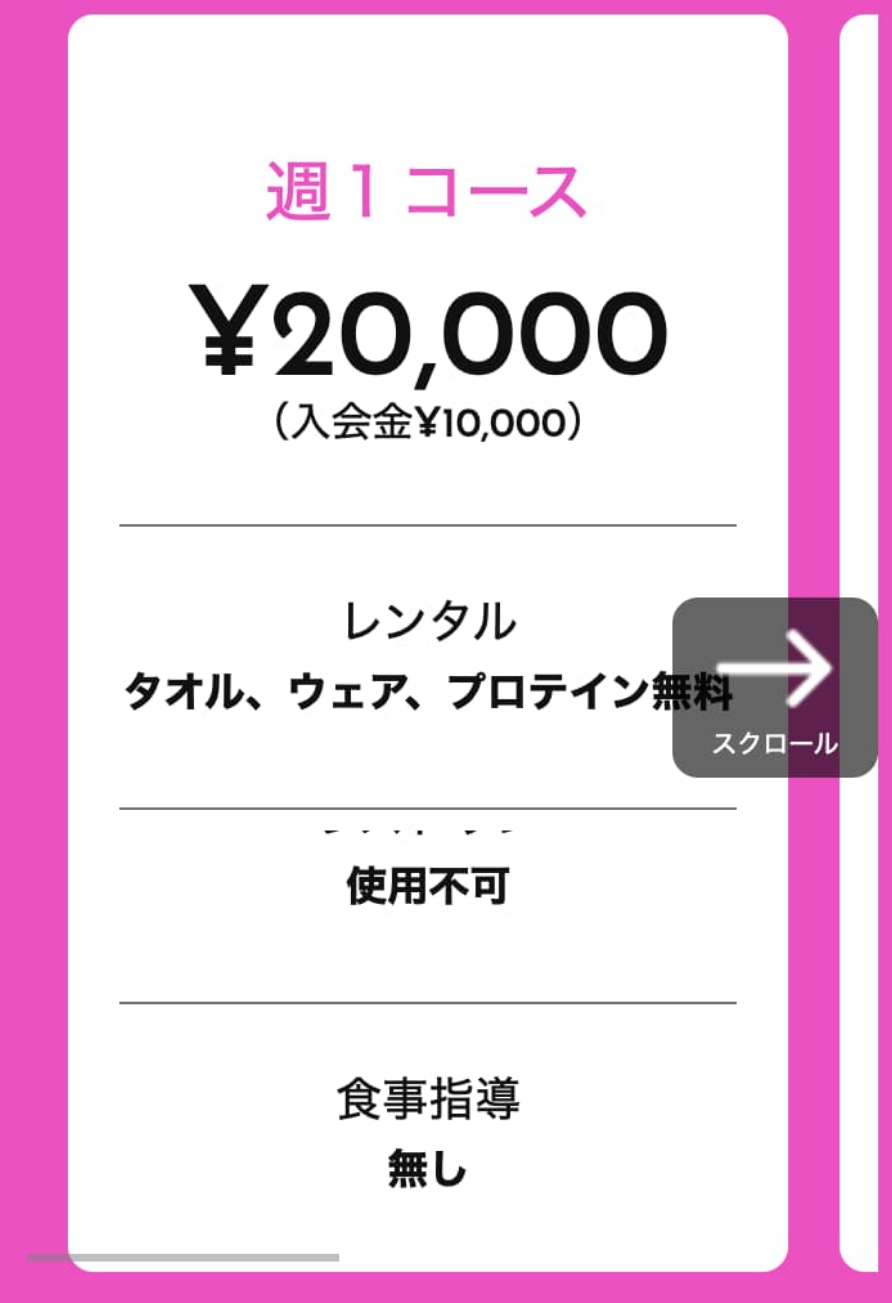 週1コース
¥20,000
（入会金¥10,000）
レンタル
タオル、ウェア、プロテイン無料
スクロール
使用不可
食事指導
無し